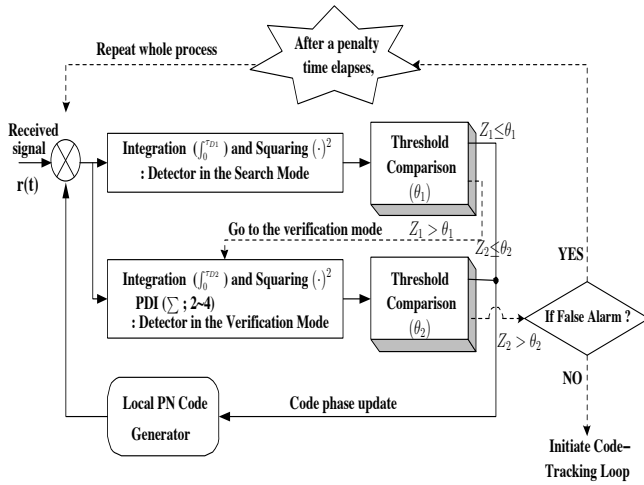 After a penalty
time elapses,
Repeat whole process
Received
signal
r(t)
Integration (∫₀^τD1) and Squaring (·)²
: Detector in the Search Mode
Threshold
Comparison
(θ₁)
Z₁≤θ₁
Z₁ > θ₁
Go to the verification mode
Z₂≤θ₂
Integration (∫₀^τD2) and Squaring (·)²
PDI (∑ ; 2~4)
: Detector in the Verification Mode
Threshold
Comparison
(θ₂)
Z₂ > θ₂
YES
If False Alarm ?
NO
Local PN Code
Generator
Code phase update
Initiate Code–
Tracking Loop